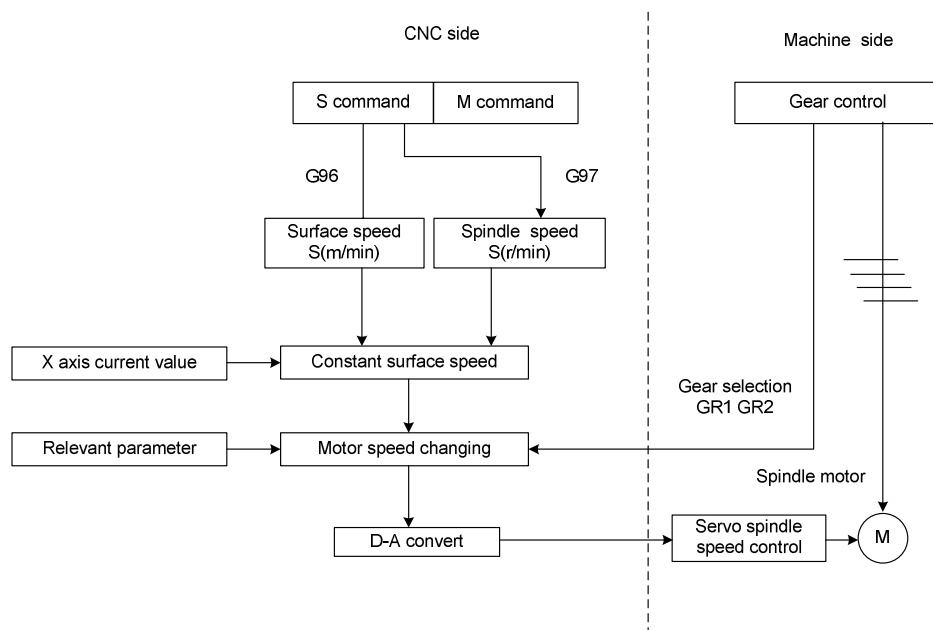 CNC side
Machine side
S command
M command
Gear control
G96
G97
Surface speed
S(m/min)
Spindle speed
S(r/min)
X axis current value
Constant surface speed
Gear selection
GR1 GR2
Relevant parameter
Motor speed changing
Spindle motor
D-A convert
Servo spindle
speed control
M